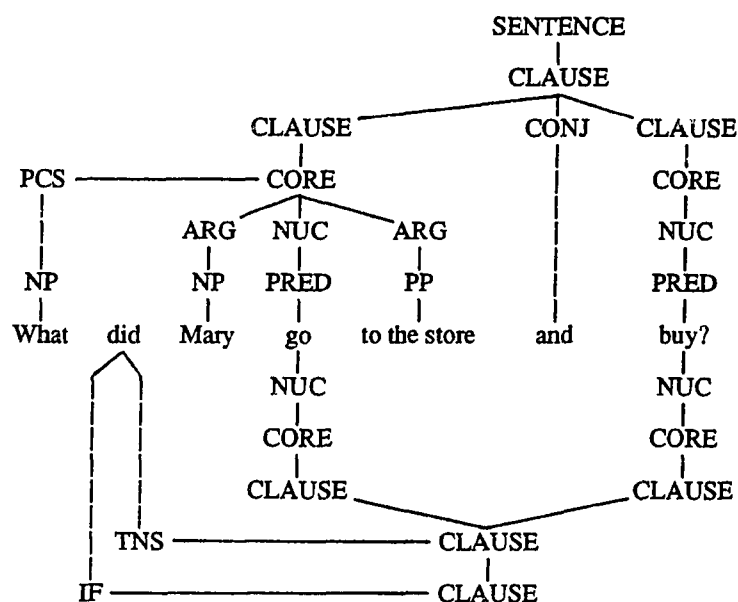 SENTENCE
CLAUSE
CLAUSE CONJ CLAUSE
PCS CORE CORE
ARG NUC ARG NUC
NP NP PRED PP PRED
What did Mary go to the store and buy?
NUC NUC
CORE CORE
CLAUSE CLAUSE
TNS CLAUSE
IF CLAUSE